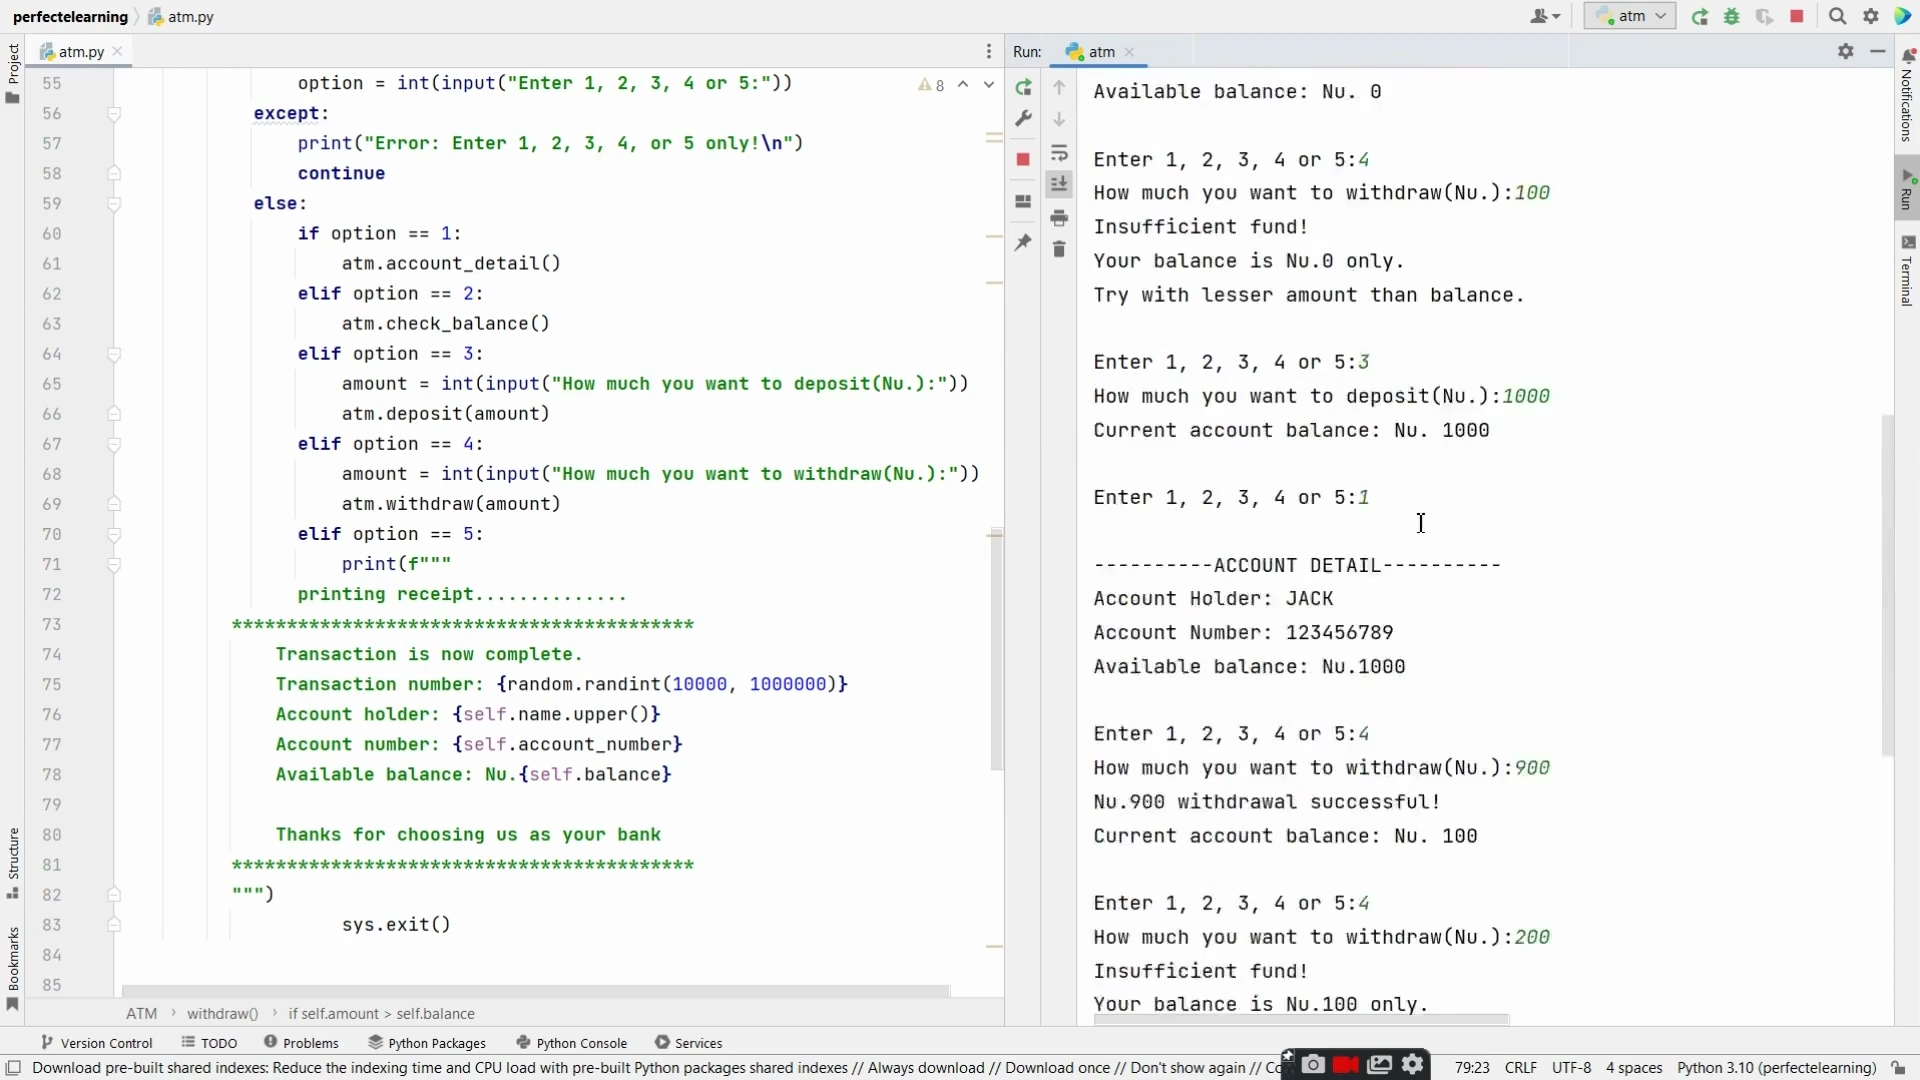 perfectelearning
atm.py
atm
atm.py
Run:
atm
Project
Structure
Bookmarks
Notifications
Run
Terminal
8
55 option = int(input("Enter 1, 2, 3, 4 or 5:"))
56 except:
57 print("Error: Enter 1, 2, 3, 4, or 5 only!\n")
58 continue
59 else:
60 if option == 1:
61 atm.account_detail()
62 elif option == 2:
63 atm.check_balance()
64 elif option == 3:
65 amount = int(input("How much you want to deposit(Nu.):"))
66 atm.deposit(amount)
67 elif option == 4:
68 amount = int(input("How much you want to withdraw(Nu.):"))
69 atm.withdraw(amount)
70 elif option == 5:
71 print(f"""
72 printing receipt..............
73 ******************************************
74 Transaction is now complete.
75 Transaction number: {random.randint(10000, 1000000)}
76 Account holder: {self.name.upper()}
77 Account number: {self.account_number}
78 Available balance: Nu.{self.balance}
79
80 Thanks for choosing us as your bank
81 ******************************************
82 """)
83 sys.exit()
84
85
Available balance: Nu. 0
Enter 1, 2, 3, 4 or 5:4
How much you want to withdraw(Nu.):100
Insufficient fund!
Your balance is Nu.0 only.
Try with lesser amount than balance.
Enter 1, 2, 3, 4 or 5:3
How much you want to deposit(Nu.):1000
Current account balance: Nu. 1000
Enter 1, 2, 3, 4 or 5:1
----------ACCOUNT DETAIL----------
Account Holder: JACK
Account Number: 123456789
Available balance: Nu.1000
Enter 1, 2, 3, 4 or 5:4
How much you want to withdraw(Nu.):900
Nu.900 withdrawal successful!
Current account balance: Nu. 100
Enter 1, 2, 3, 4 or 5:4
How much you want to withdraw(Nu.):200
Insufficient fund!
Your balance is Nu.100 only.
ATM › withdraw() › if self.amount > self.balance
Version Control TODO Problems Python Packages Python Console Services
Download pre-built shared indexes: Reduce the indexing time and CPU load with pre-built Python packages shared indexes // Always download // Download once // Don't show again // Co
79:23 CRLF UTF-8 4 spaces Python 3.10 (perfectelearning)